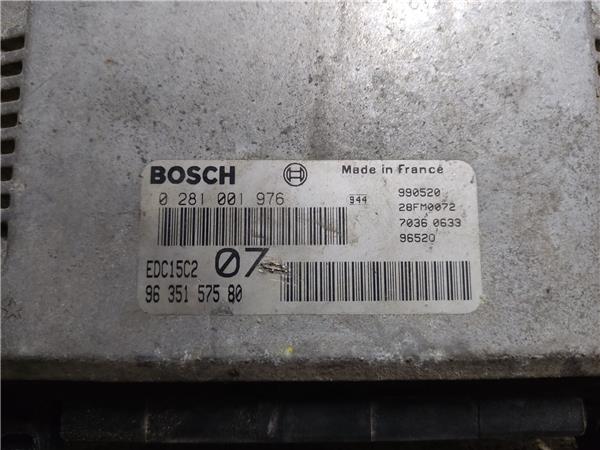 BOSCH Made in France
0 281 001 976 944 990520
28FM0072
7036 0633
96520
EDC15C2 07
96 351 575 80